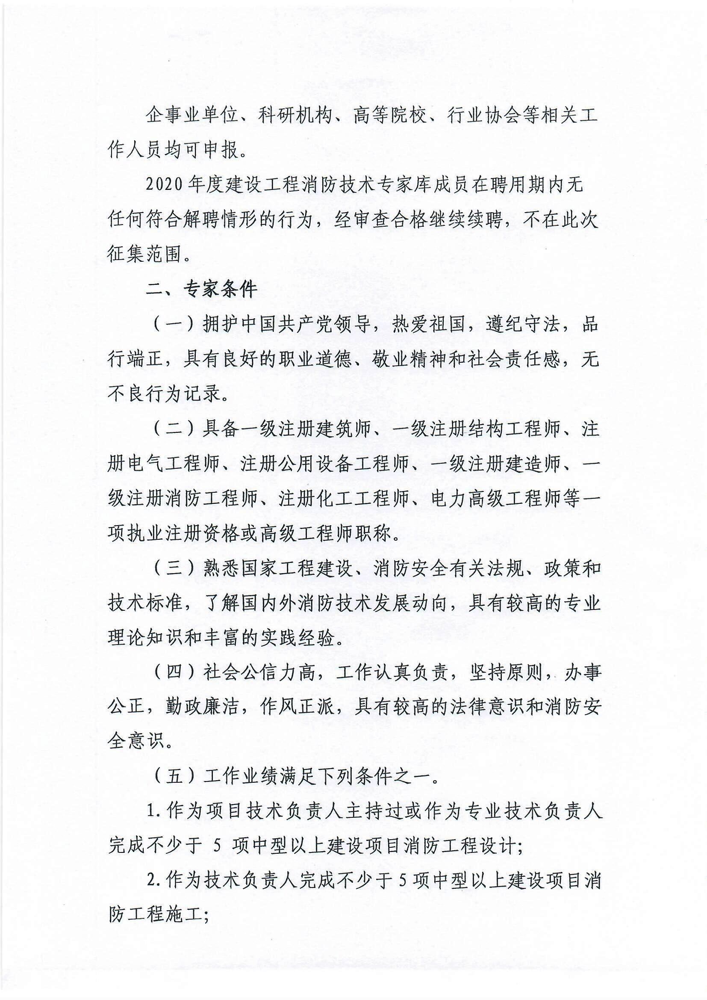 企事业单位、科研机构、高等院校、行业协会等相关工
作人员均可申报。
2020年度建设工程消防技术专家库成员在聘用期内无
任何符合解聘情形的行为，经审查合格继续续聘，不在此次
征集范围。
二、专家条件
（一）拥护中国共产党领导，热爱祖国，遵纪守法，品
行端正，具有良好的职业道德、敬业精神和社会责任感，无
不良行为记录。
（二）具备一级注册建筑师、一级注册结构工程师、注
册电气工程师、注册公用设备工程师、一级注册建造师、一
级注册消防工程师、注册化工工程师、电力高级工程师等一
项执业注册资格或高级工程师职称。
（三）熟悉国家工程建设、消防安全有关法规、政策和
技术标准，了解国内外消防技术发展动向，具有较高的专业
理论知识和丰富的实践经验。
（四）社会公信力高，工作认真负责，坚持原则，办事
公正，勤政廉洁，作风正派，具有较高的法律意识和消防安
全意识。
（五）工作业绩满足下列条件之一。
1.作为项目技术负责人主持过或作为专业技术负责人
完成不少于 5 项中型以上建设项目消防工程设计；
2.作为技术负责人完成不少于5项中型以上建设项目消
防工程施工；